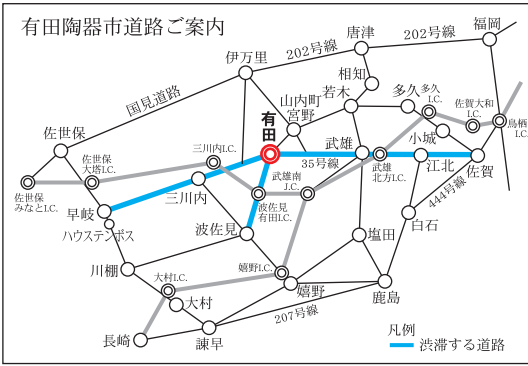 有田陶器市道路ご案内
福岡
唐津
202号線
202号線
伊万里
相知
国見道路
山内町
宮野
若木
多久
多久
I.C.
佐賀大和
I.C.
鳥栖
I.C.
有田
佐世保
三川内I.C.
武雄
小城
35号線
佐世保
大塔I.C.
武雄南
J.C.
武雄
北方I.C.
江北
佐賀
佐世保
みなとI.C.
三川内
444号線
早岐
波佐見
有田I.C.
白石
ハウステンボス
波佐見
塩田
川棚
大村I.C.
嬉野I.C.
大村
嬉野
鹿島
207号線
長崎
諫早
凡例
渋滞する道路